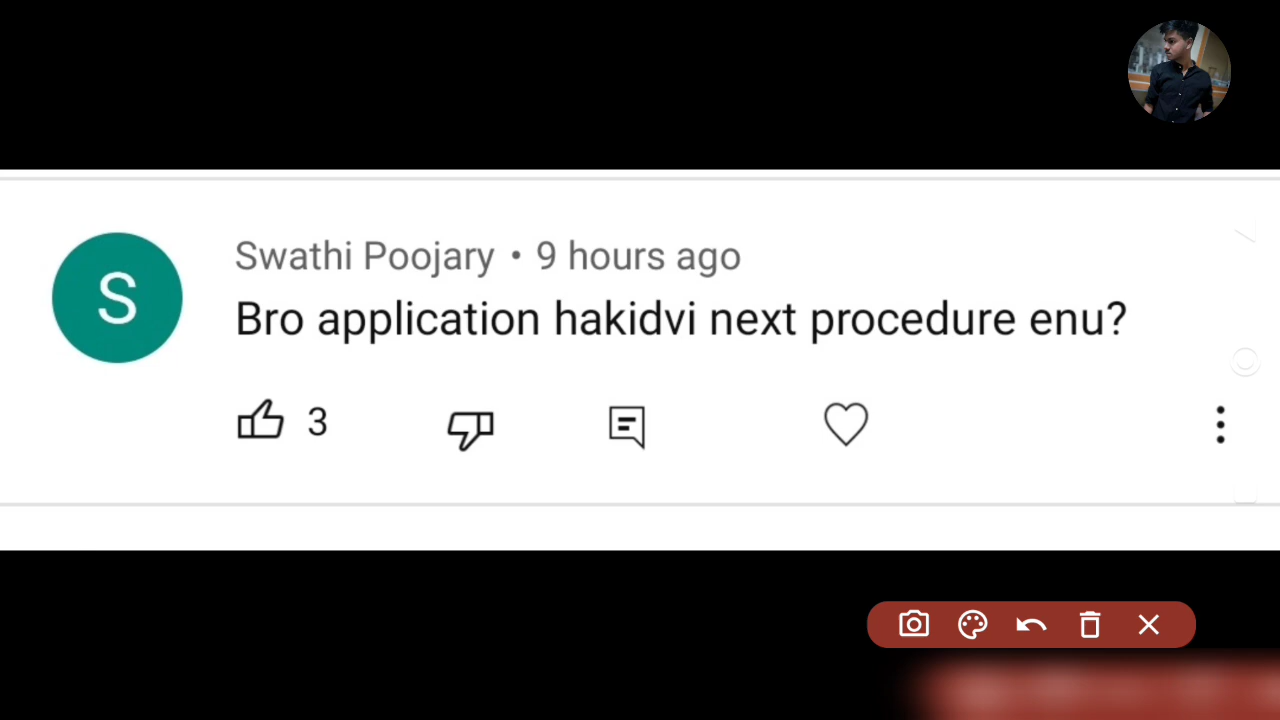 S
Swathi Poojary • 9 hours ago
Bro application hakidvi next procedure enu?
3